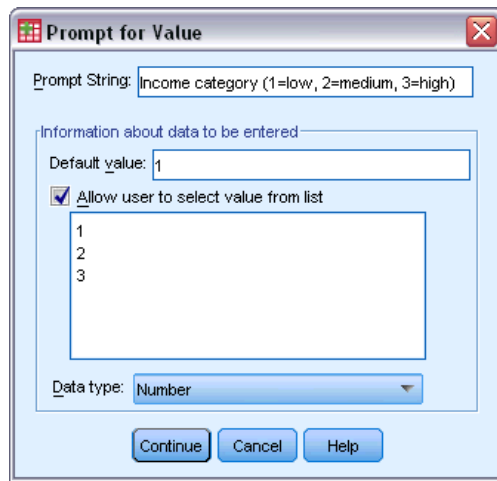 Prompt for Value
Prompt String: Income category (1=low, 2=medium, 3=high)
Information about data to be entered
Default value: 1
Allow user to select value from list
1
2
3
Data type: Number
Continue Cancel Help